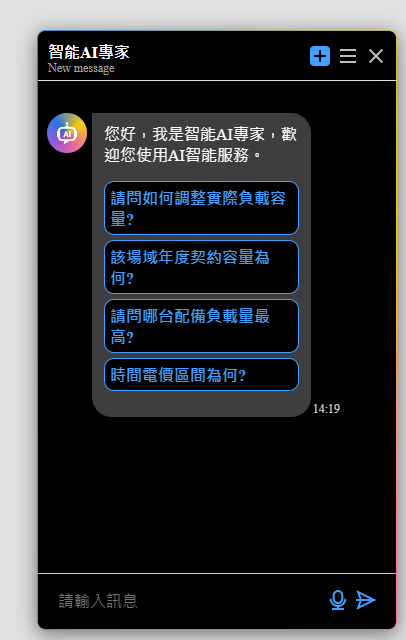 智能AI專家
New message
AI
您好，我是智能AI專家，歡
迎您使用AI智能服務。
請問如何調整實際負載容
量?
該場域年度契約容量為
何?
請問哪台配備負載量最
高?
時間電價區間為何?
14:19
請輸入訊息